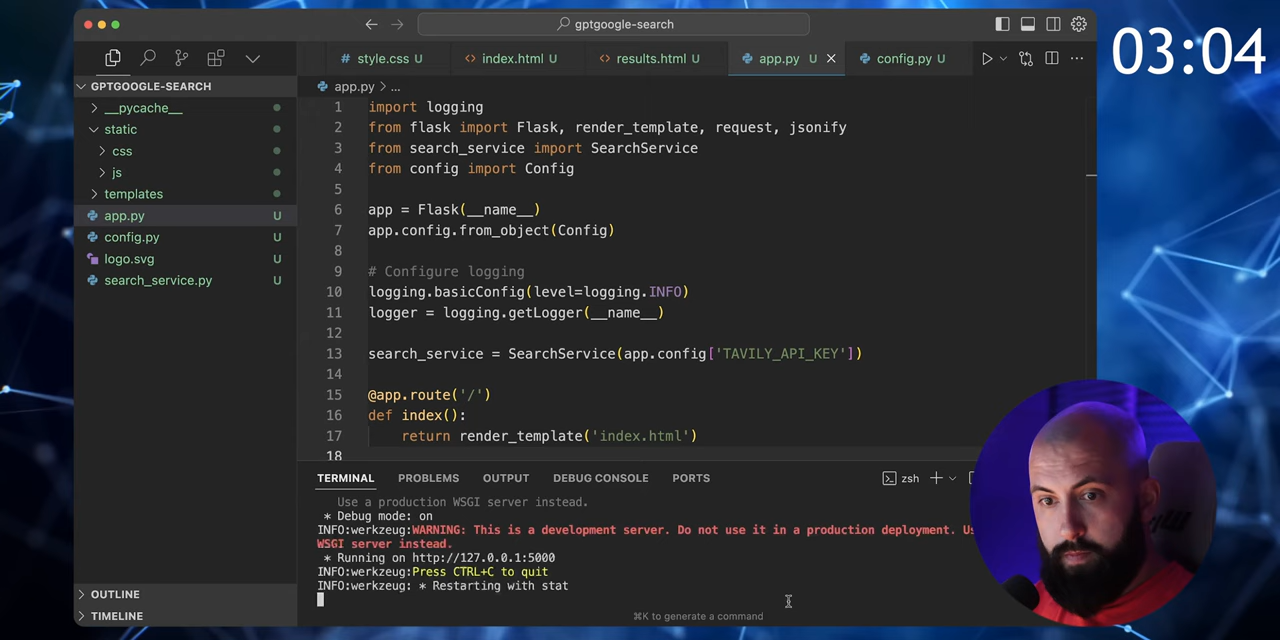 gptgoogle-search
03:04
style.css U
index.html U
results.html U
app.py U
config.py U
GPTGOOGLE-SEARCH
__pycache__
static
css
js
templates
app.py U
config.py U
logo.svg U
search_service.py U
OUTLINE
TIMELINE
app.py > ...
1 import logging
2 from flask import Flask, render_template, request, jsonify
3 from search_service import SearchService
4 from config import Config
5
6 app = Flask(__name__)
7 app.config.from_object(Config)
8
9 # Configure logging
10 logging.basicConfig(level=logging.INFO)
11 logger = logging.getLogger(__name__)
12
13 search_service = SearchService(app.config['TAVILY_API_KEY'])
14
15 @app.route('/')
16 def index():
17 return render_template('index.html')
18
TERMINAL PROBLEMS OUTPUT DEBUG CONSOLE PORTS
zsh
Use a production WSGI server instead.
* Debug mode: on
INFO:werkzeug:WARNING: This is a development server. Do not use it in a production deployment. Us
WSGI server instead.
* Running on http://127.0.0.1:5000
INFO:werkzeug:Press CTRL+C to quit
INFO:werkzeug: * Restarting with stat
⌘K to generate a command